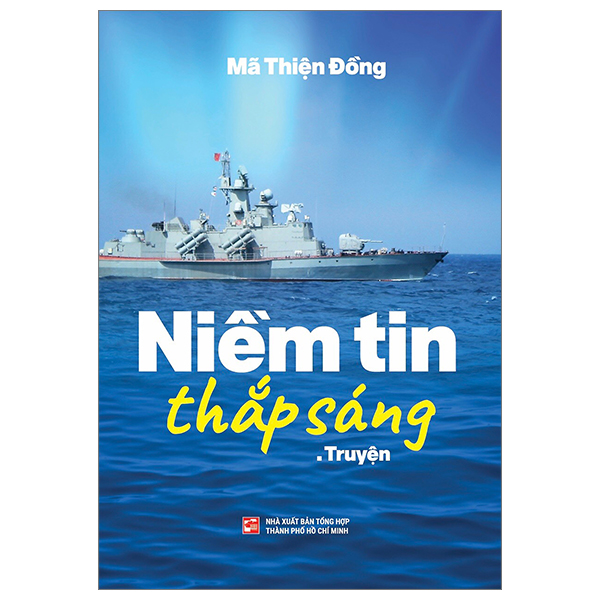 Mã Thiện Đồng
Niềm tin
thắp sáng
. Truyện
NHÀ XUẤT BẢN TỔNG HỢP
THÀNH PHỐ HỒ CHÍ MINH